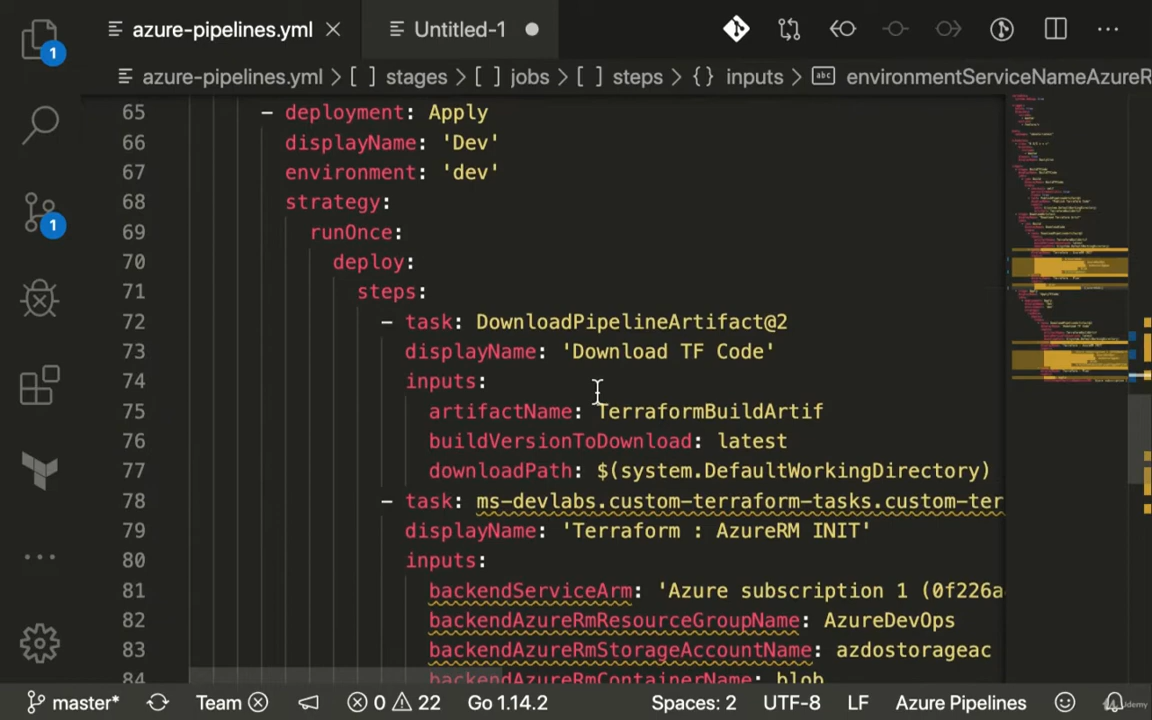 azure-pipelines.yml
Untitled-1
azure-pipelines.yml > [ ] stages > [ ] jobs > [ ] steps > {} inputs > abc environmentServiceNameAzureR
1
1
65 - deployment: Apply
66 displayName: 'Dev'
67 environment: 'dev'
68 strategy:
69 runOnce:
70 deploy:
71 steps:
72 - task: DownloadPipelineArtifact@2
73 displayName: 'Download TF Code'
74 inputs:
75 artifactName: TerraformBuildArtif
76 buildVersionToDownload: latest
77 downloadPath: $(system.DefaultWorkingDirectory)
78 - task: ms-devlabs.custom-terraform-tasks.custom-ter
79 displayName: 'Terraform : AzureRM INIT'
80 inputs:
81 backendServiceArm: 'Azure subscription 1 (0f226a
82 backendAzureRmResourceGroupName: AzureDevOps
83 backendAzureRmStorageAccountName: azdostorageac
84 backendAzureRmContainerName: blob
master* Team 0 22 Go 1.14.2 Spaces: 2 UTF-8 LF Azure Pipelines
Udemy